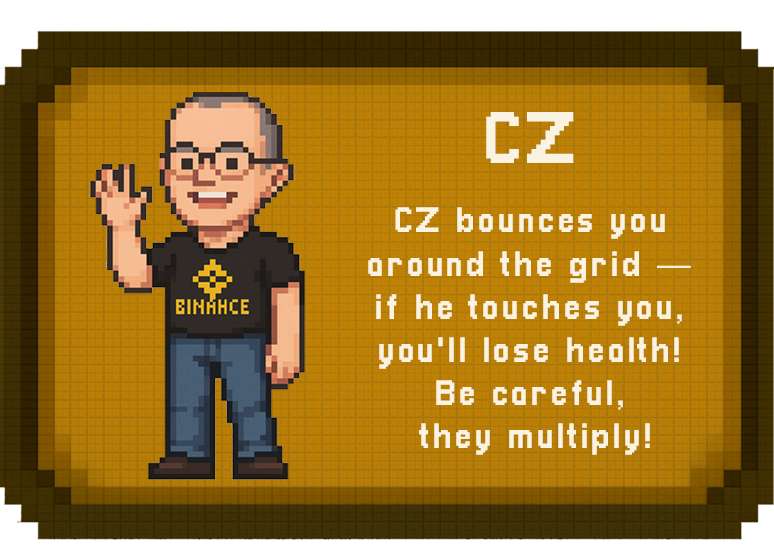 CZ
CZ bounces you
around the grid —
if he touches you,
you'll lose health!
Be careful,
they multiply!
BINAHCE